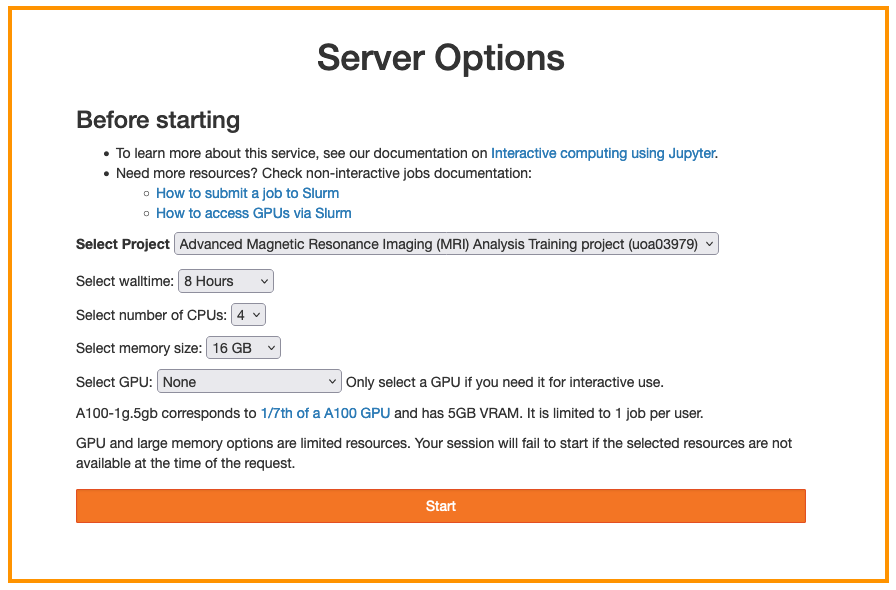 Server Options
Before starting
To learn more about this service, see our documentation on Interactive computing using Jupyter.
Need more resources? Check non-interactive jobs documentation:
How to submit a job to Slurm
How to access GPUs via Slurm
Select Project Advanced Magnetic Resonance Imaging (MRI) Analysis Training project (uoa03979)
Select walltime: 8 Hours
Select number of CPUs: 4
Select memory size: 16 GB
Select GPU: None Only select a GPU if you need it for interactive use.
A100-1g.5gb corresponds to 1/7th of a A100 GPU and has 5GB VRAM. It is limited to 1 job per user.
GPU and large memory options are limited resources. Your session will fail to start if the selected resources are not
available at the time of the request.
Start